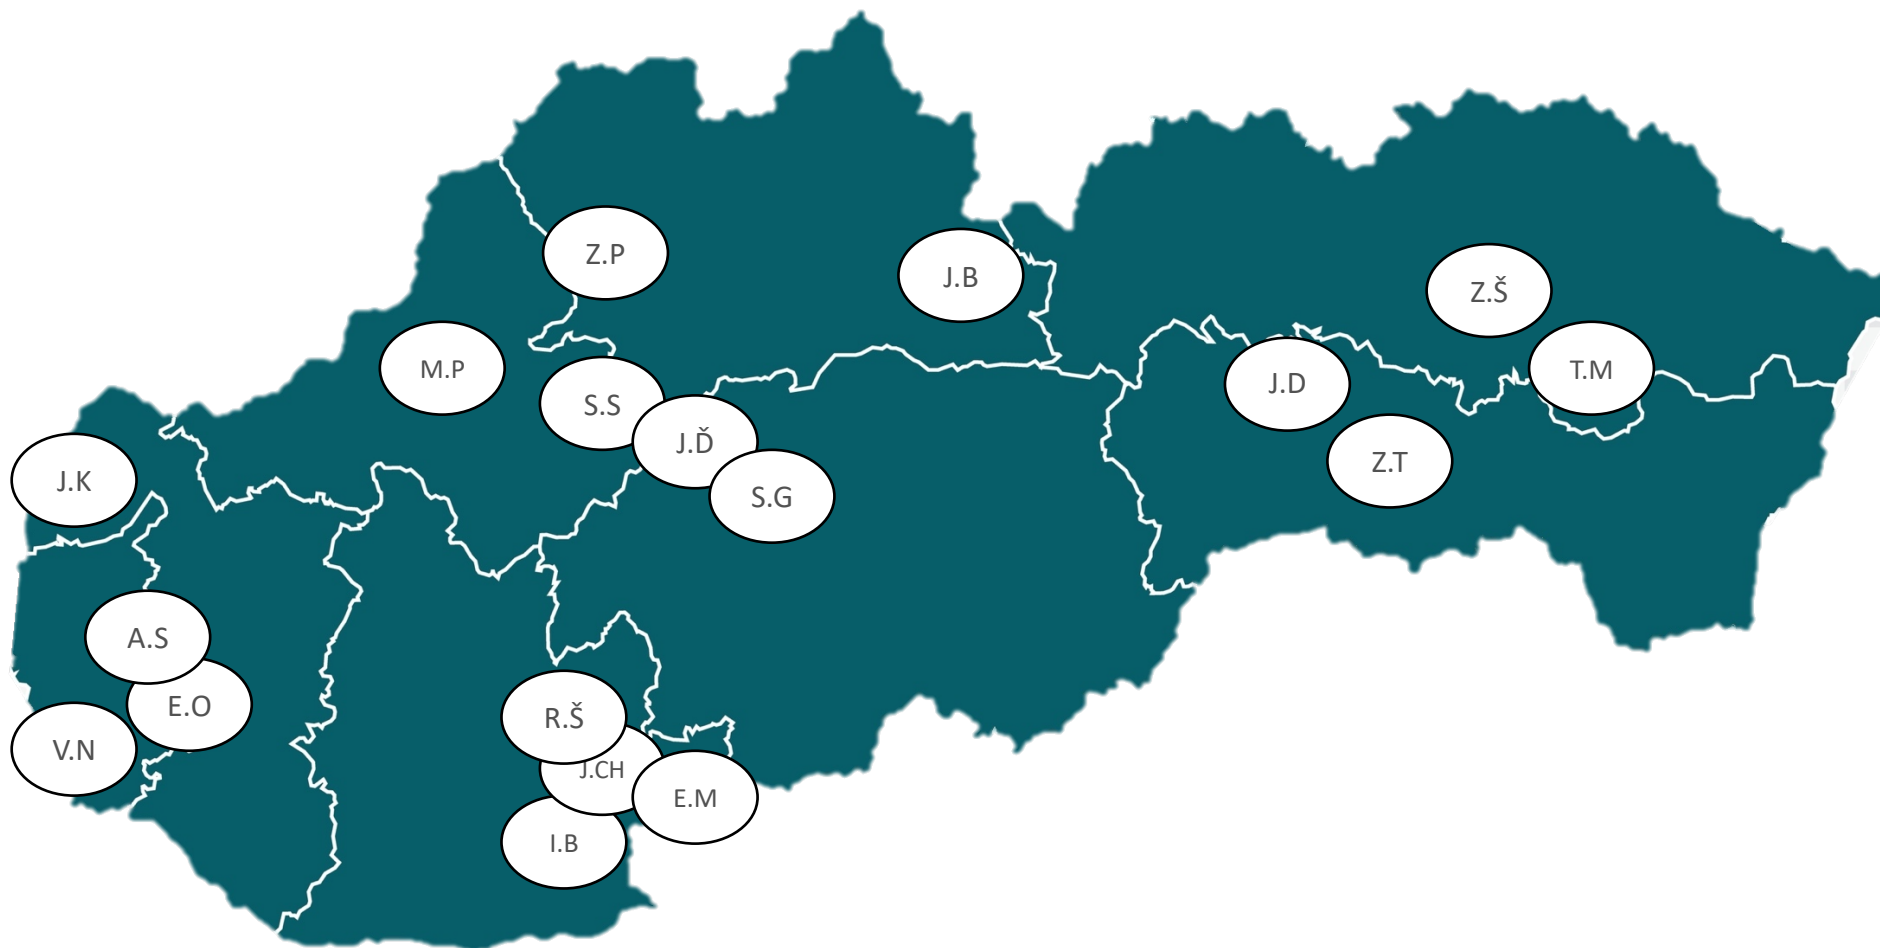 Z.P
J.B
Z.Š
M.P
T.M
J.D
S.S
J.Ď
Z.T
J.K
S.G
A.S
E.O
R.Š
V.N
J.CH
E.M
I.B